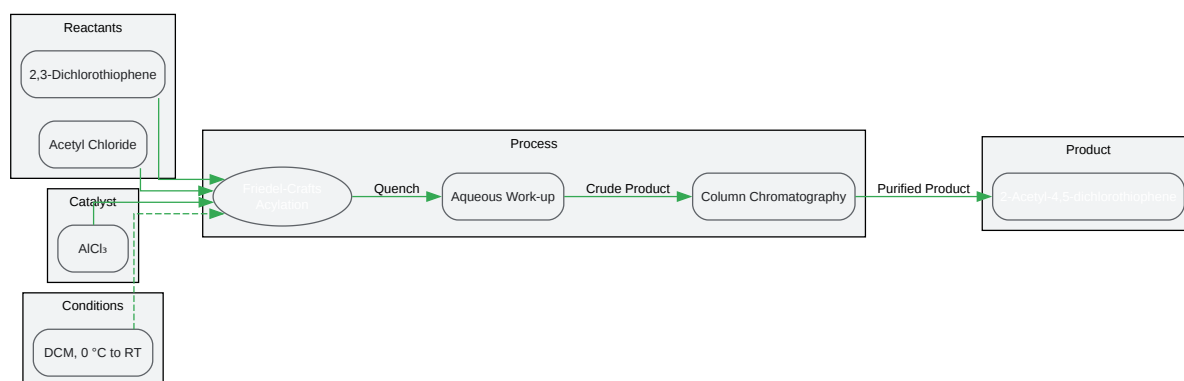 Reactants
2,3-Dichlorothiophene
Acetyl Chloride
Catalyst
AlCl₃
Conditions
DCM, 0 °C to RT
Process
Friedel-Crafts
Acylation
Quench
Aqueous Work-up
Crude Product
Column Chromatography
Purified Product
Product
2-Acetyl-4,5-dichlorothiophene